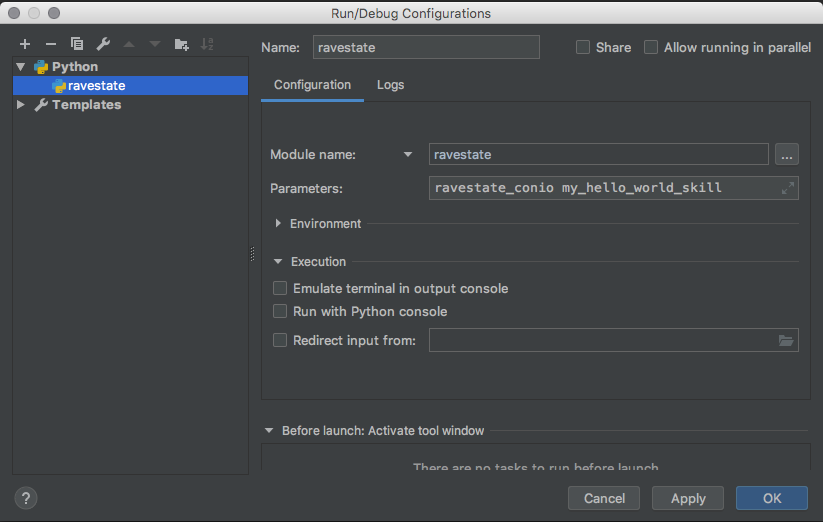 Run/Debug Configurations
Name: ravestate
Share
Allow running in parallel
Python
ravestate
Templates
Configuration
Logs
Module name: ravestate ...
Parameters: ravestate_conio my_hello_world_skill
Environment
Execution
Emulate terminal in output console
Run with Python console
Redirect input from:
Before launch: Activate tool window
There are no tasks to run before launch
?
Cancel
Apply
OK